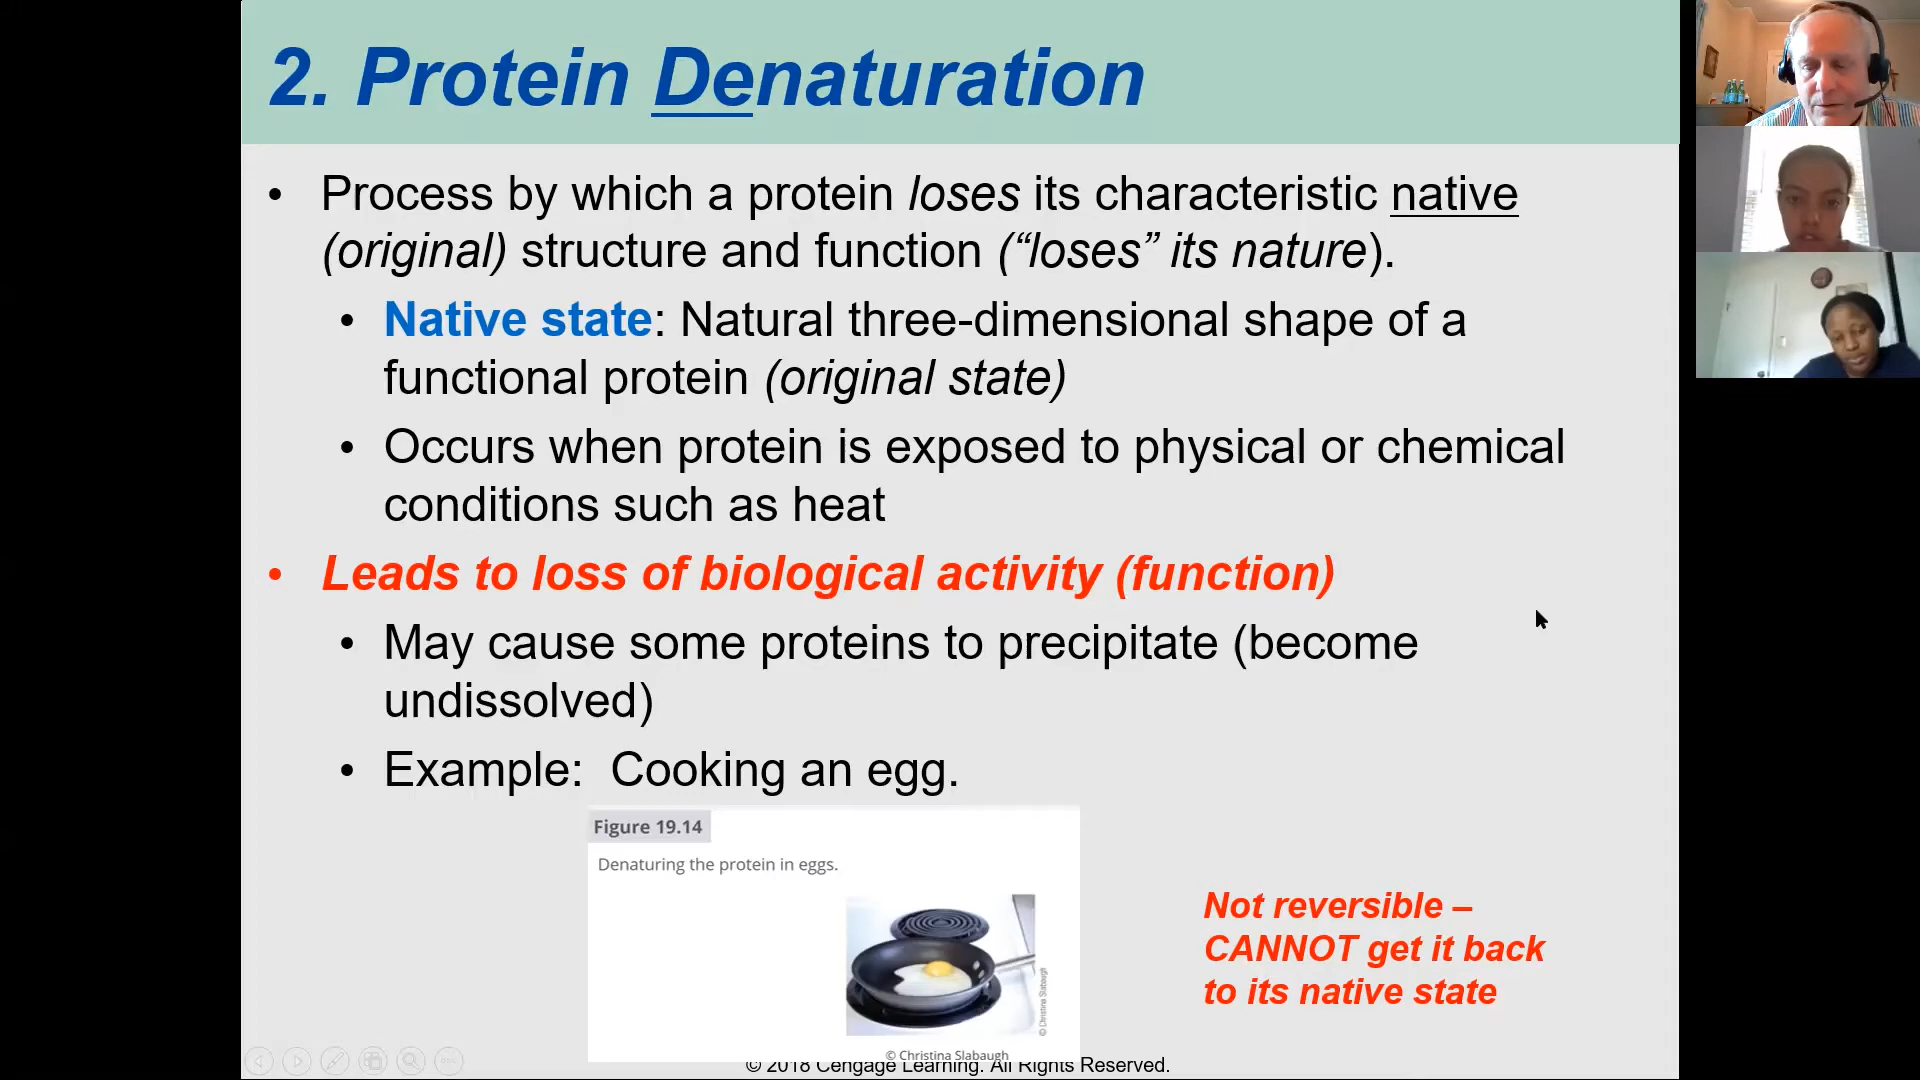 2. Protein Denaturation
• Process by which a protein loses its characteristic native
(original) structure and function (“loses” its nature).
• Native state: Natural three-dimensional shape of a
functional protein (original state)
• Occurs when protein is exposed to physical or chemical
conditions such as heat
• Leads to loss of biological activity (function)
• May cause some proteins to precipitate (become
undissolved)
• Example: Cooking an egg.
Figure 19.14
Denaturing the protein in eggs.
© Christina Slabaugh
© Christina Slabaugh
Not reversible –
CANNOT get it back
to its native state
© 2018 Cengage Learning. All Rights Reserved.